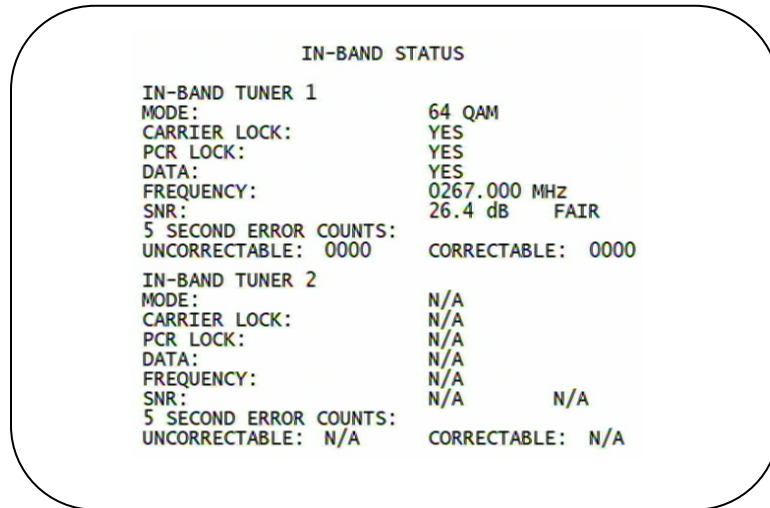 IN-BAND STATUS
IN-BAND TUNER 1
MODE: 64 QAM
CARRIER LOCK: YES
PCR LOCK: YES
DATA: YES
FREQUENCY: 0267.000 MHz
SNR: 26.4 dB FAIR
5 SECOND ERROR COUNTS:
UNCORRECTABLE: 0000 CORRECTABLE: 0000
IN-BAND TUNER 2
MODE: N/A
CARRIER LOCK: N/A
PCR LOCK: N/A
DATA: N/A
FREQUENCY: N/A
SNR: N/A N/A
5 SECOND ERROR COUNTS:
UNCORRECTABLE: N/A CORRECTABLE: N/A